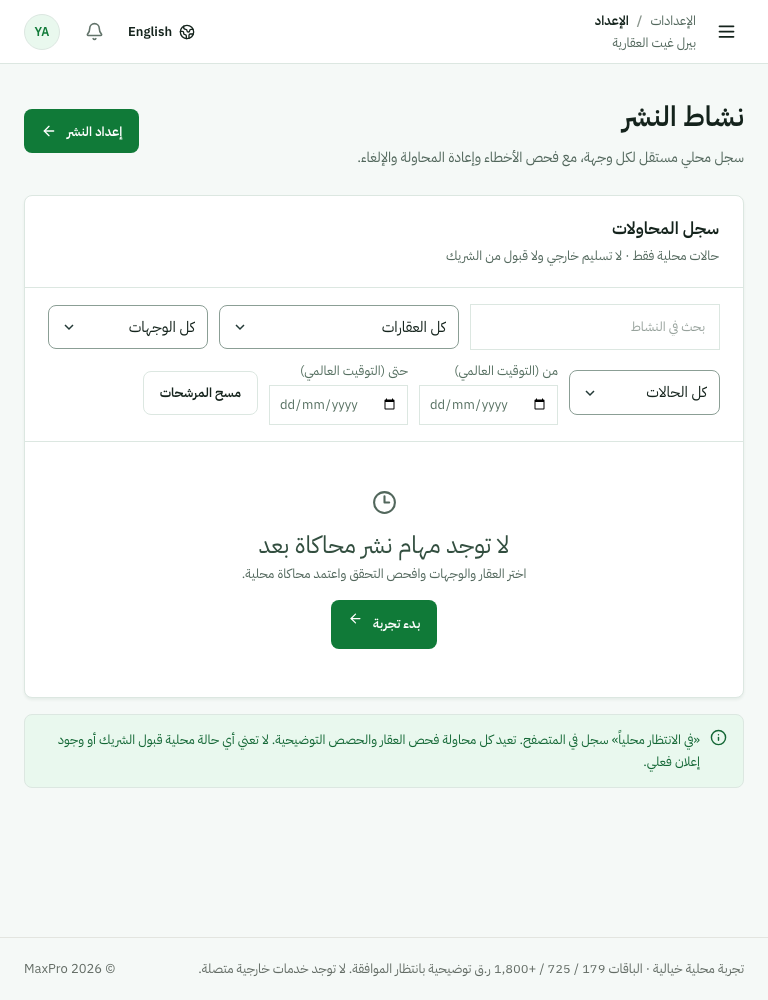 الإعدادات / الإعداد
بيرل غيت العقارية
English
YA
نشاط النشر
سجل محلي مستقل لكل وجهة، مع فحص الأخطاء وإعادة المحاولة والإلغاء.
إعداد النشر
سجل المحاولات
حالات محلية فقط · لا تسليم خارجي ولا قبول من الشريك
بحث في النشاط
كل العقارات
كل الوجهات
كل الحالات
من (التوقيت العالمي)
dd/mm/yyyy
حتى (التوقيت العالمي)
dd/mm/yyyy
مسح المرشحات
لا توجد مهام نشر محاكاة بعد
اختر العقار والوجهات وافحص التحقق واعتمد محاكاة محلية.
بدء تجربة
«في الانتظار محلياً» سجل في المتصفح. تعيد كل محاولة فحص العقار والحصص التوضيحية. لا تعني أي حالة محلية قبول الشريك أو وجود
إعلان فعلي.
تجربة محلية خيالية · الباقات 179 / 725 / +1,800 ر.ق توضيحية بانتظار الموافقة. لا توجد خدمات خارجية متصلة.
© 2026 MaxPro